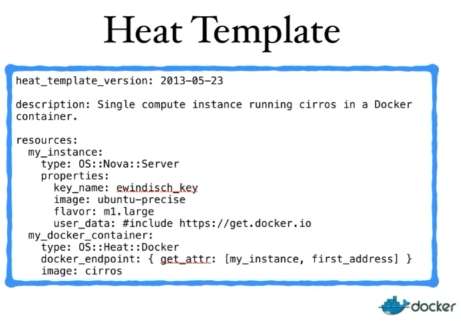 Heat Template
heat_template_version: 2013-05-23
description: Single compute instance running cirros in a Docker
container.
resources:
  my_instance:
    type: OS::Nova::Server
    properties:
      key_name: ewindisch_key
      image: ubuntu-precise
      flavor: m1.large
      user_data: #include https://get.docker.io
  my_docker_container:
    type: OS::Heat::Docker
    docker_endpoint: { get_attr: [my_instance, first_address] }
    image: cirros
docker